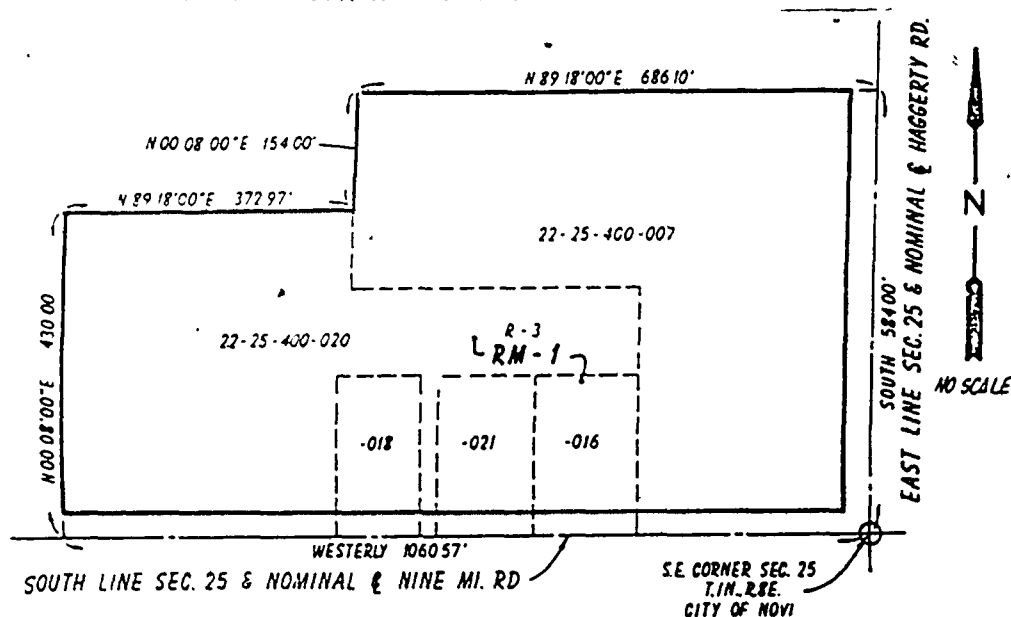 N 89 18'00"E 686.10'
N 00 08 00"E 154.00'
N 89 18'00"E 372.97'
22-25-400-007
22-25-400-020
R-3
RM-1
-018
-021
-016
N 00 08'00"E 430.00
SOUTH 584.00'
EAST LINE SEC. 25 & NOMINAL ℄ HAGGERTY RD.
N
NO SCALE
WESTERLY 1060.57'
SOUTH LINE SEC. 25 & NOMINAL ℄ NINE MI. RD
S.E. CORNER SEC. 25
T.1N., R.8E.
CITY OF NOVI